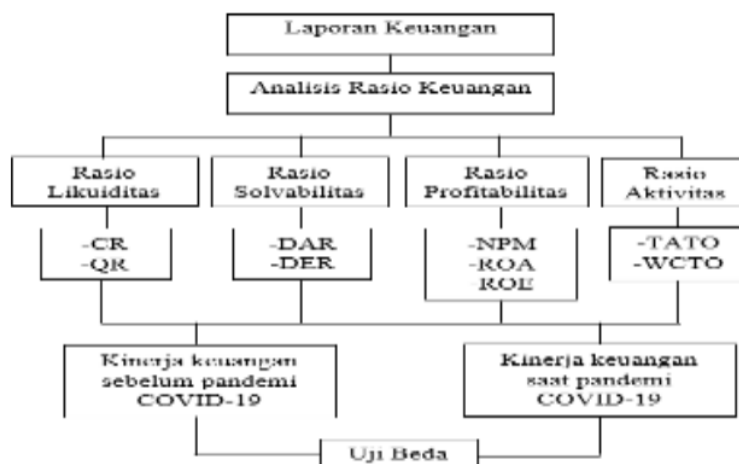 Laporan Keuangan
Analisis Rasio Keuangan
Rasio
Likuiditas
Rasio
Solvabilitas
Rasio
Profitabilitas
Rasio
Aktivitas
-CR
-QR
-DAR
-DER
-NPM
-ROA
-ROE
-TATO
-WCTO
Kinerja keuangan
sebelum pandemi
COVID-19
Kinerja keuangan
saat pandemi
COVID-19
Uji Beda